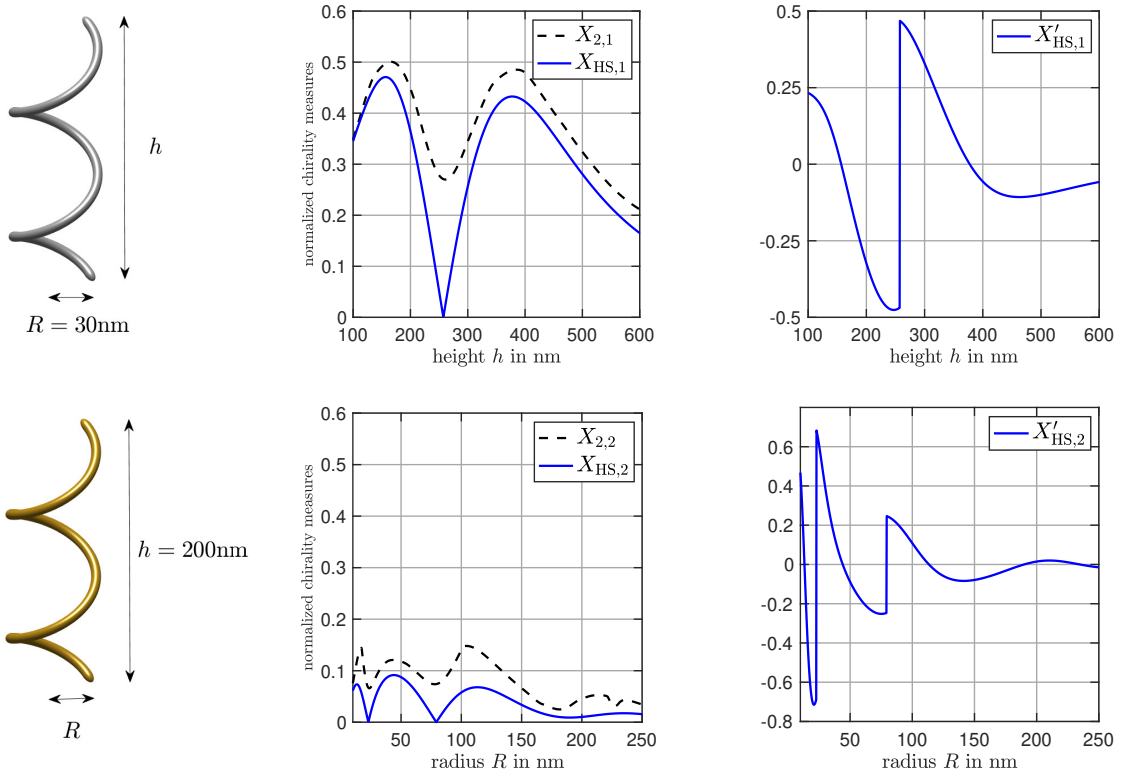 h
R = 30nm
normalized chirality measures
0.6
0.5
0.4
0.3
0.2
0.1
0
X2,1
XHS,1
100 200 300 400 500 600
height h in nm
0.5
0.25
0
-0.25
-0.5
X′HS,1
100 200 300 400 500 600
height h in nm
h = 200nm
R
normalized chirality measures
0.6
0.5
0.4
0.3
0.2
0.1
0
X2,2
XHS,2
50 100 150 200 250
radius R in nm
0.6
0.4
0.2
0
-0.2
-0.4
-0.6
-0.8
X′HS,2
50 100 150 200 250
radius R in nm